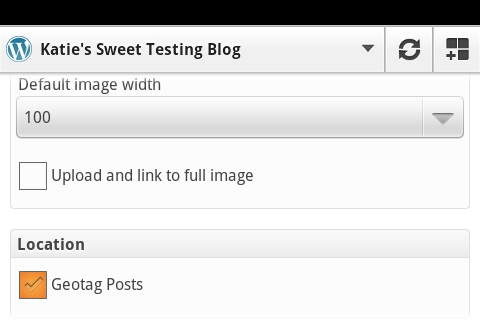 Katie's Sweet Testing Blog
Default image width
100
Upload and link to full image
Location
Geotag Posts